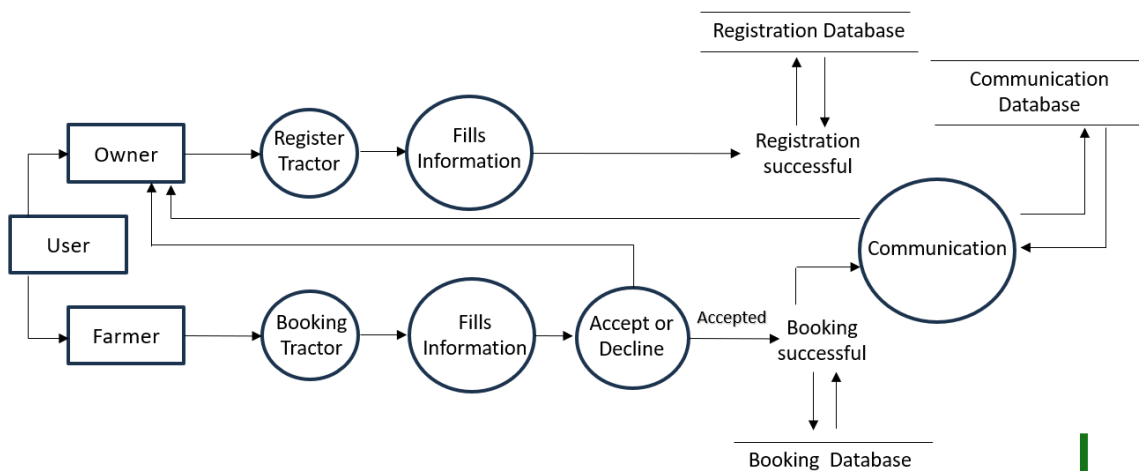 Registration Database
Communication
Database
Register
Tractor
Fills
Information
Registration
successful
Owner
User
Communication
Farmer
Booking
Tractor
Fills
Information
Accept or
Decline
Accepted
Booking
successful
Booking Database